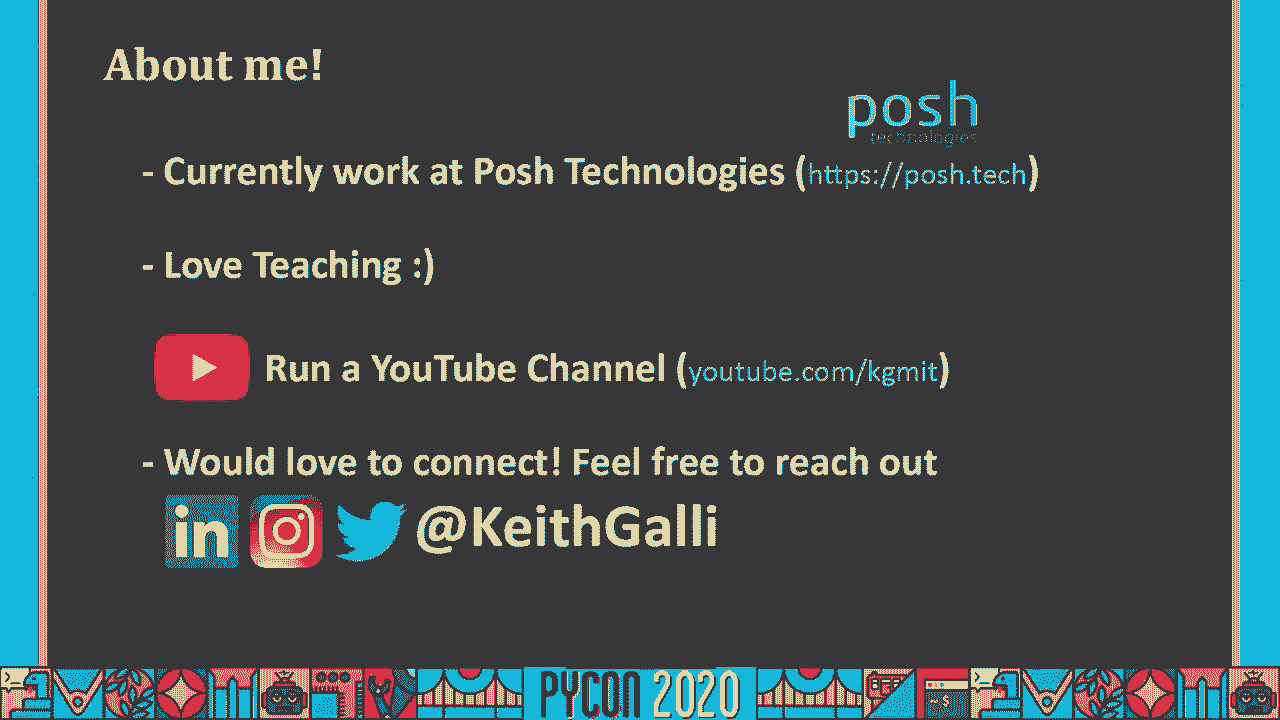 About me!
posh
technologies
- Currently work at Posh Technologies (https://posh.tech)
- Love Teaching :)
Run a YouTube Channel (youtube.com/kgmit)
- Would love to connect! Feel free to reach out
in @KeithGalli
PYCON 2020